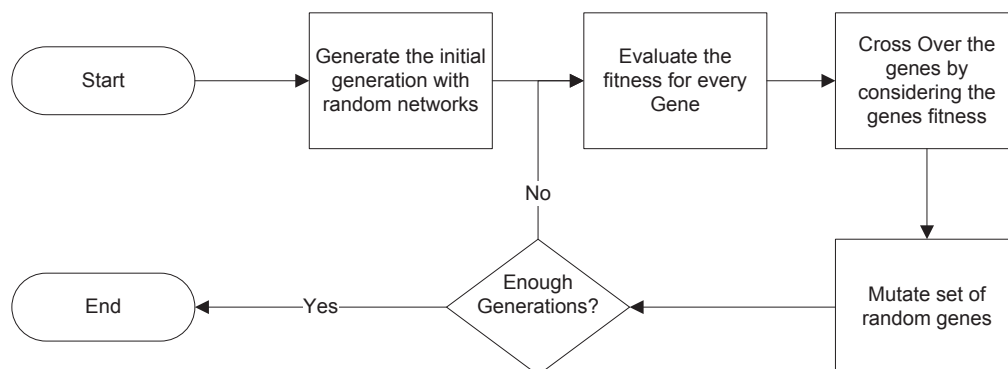 Start
Generate the initial
generation with
random networks
Evaluate the
fitness for every
Gene
Cross Over the
genes by
considering the
genes fitness
No
End
Yes
Enough
Generations?
Mutate set of
random genes